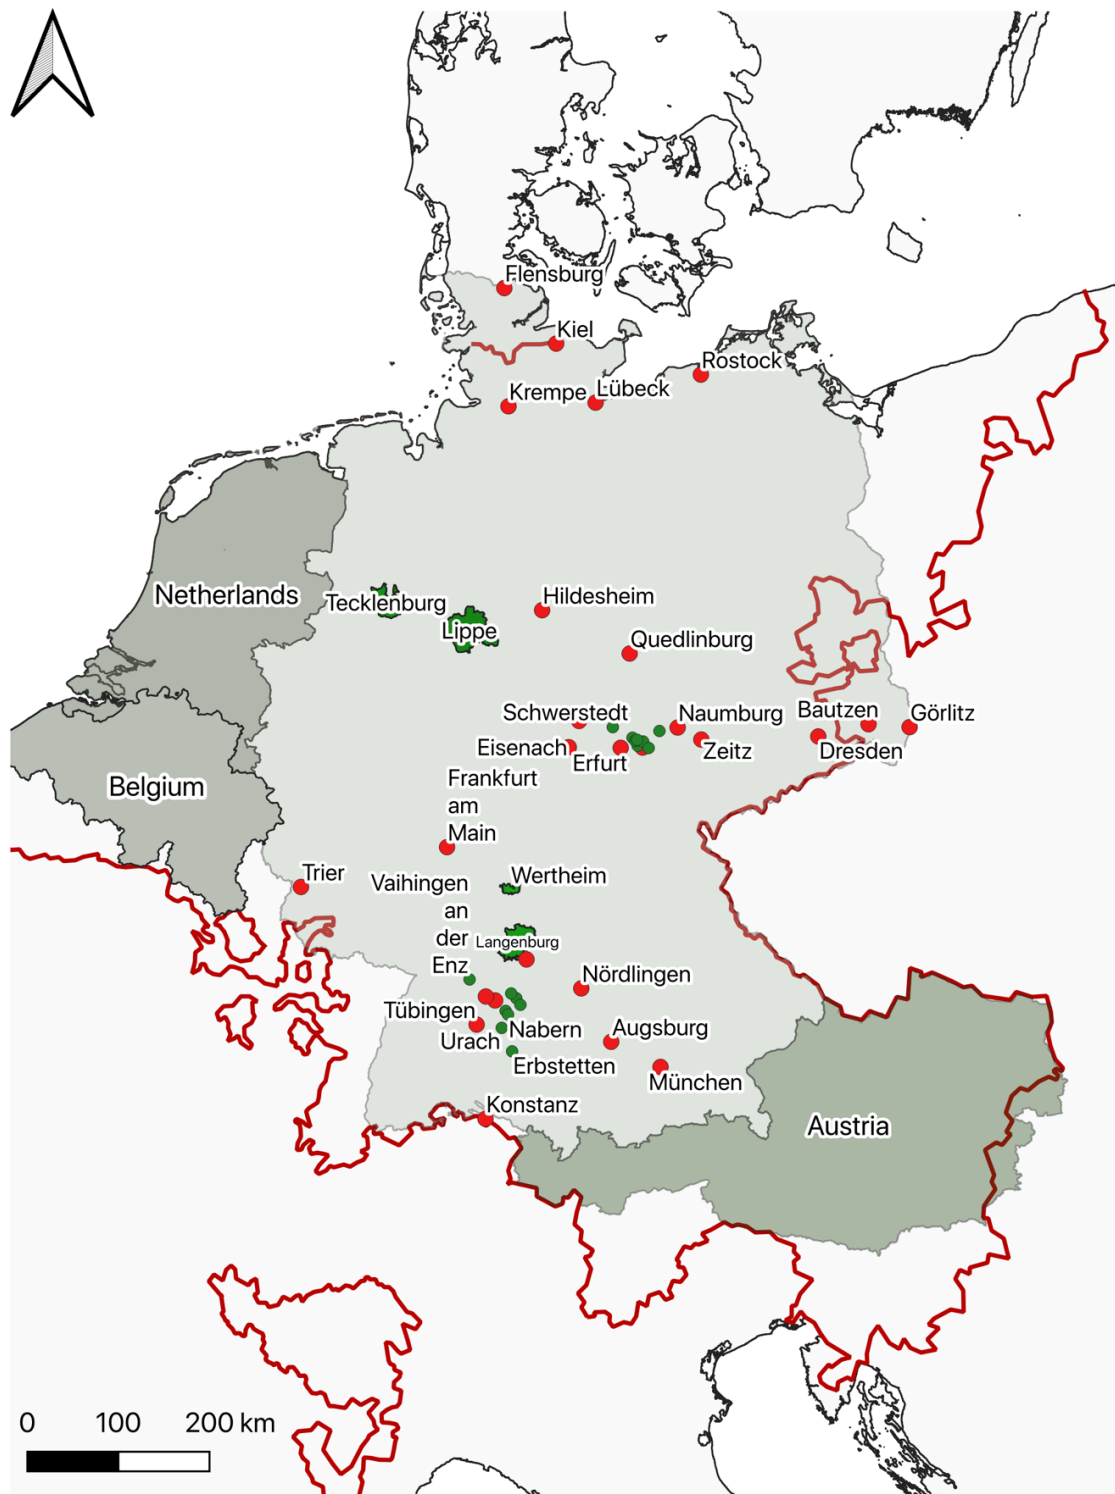 Flensburg
Kiel
Rostock
Krempe
Lübeck
Netherlands
Tecklenburg
Hildesheim
Lippe
Quedlinburg
Schwerstedt
Naumburg
Bautzen
Görlitz
Eisenach
Erfurt
Zeitz
Dresden
Belgium
Frankfurt
am
Main
Trier
Vaihingen
an
der
Enz
Wertheim
Langenburg
Nördlingen
Tübingen
Urach
Nabern
Augsburg
Erbstetten
München
Konstanz
Austria
0 100 200 km